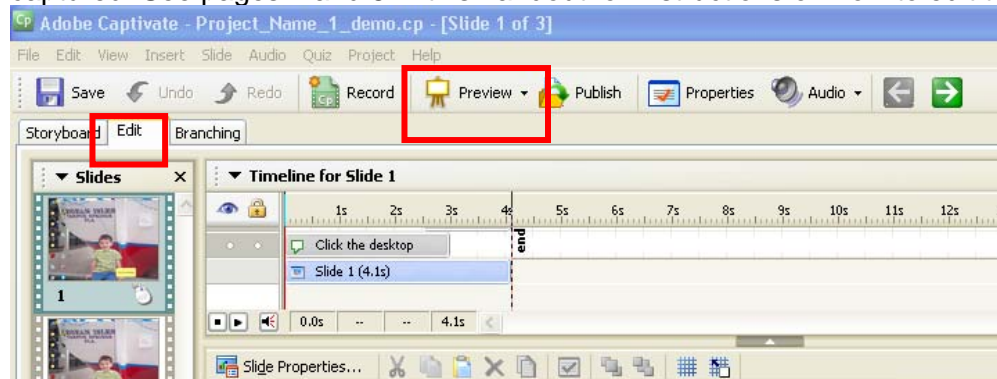 Adobe Captivate - Project_Name_1_demo.cp - [Slide 1 of 3]
File Edit View Insert Slide Audio Quiz Project Help
Save Undo Redo Record Preview Publish Properties Audio
Storyboard Edit Branching
Slides X Timeline for Slide 1
1s 2s 3s 4s 5s 6s 7s 8s 9s 10s 11s 12s
Click the desktop
end
Slide 1 (4.1s)
1
0.0s -- -- 4.1s
Slide Properties...